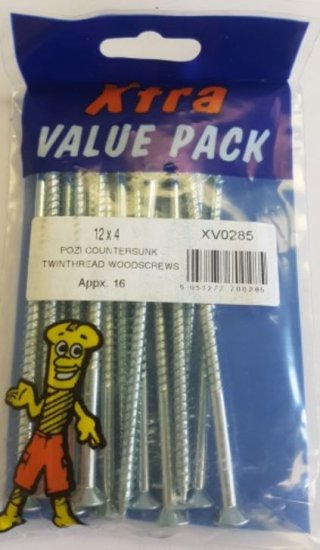 Xtra
VALUE PACK
12 x 4
XV0285
POZI COUNTERSUNK
TWINTHREAD WOODSCREWS
Appx. 16